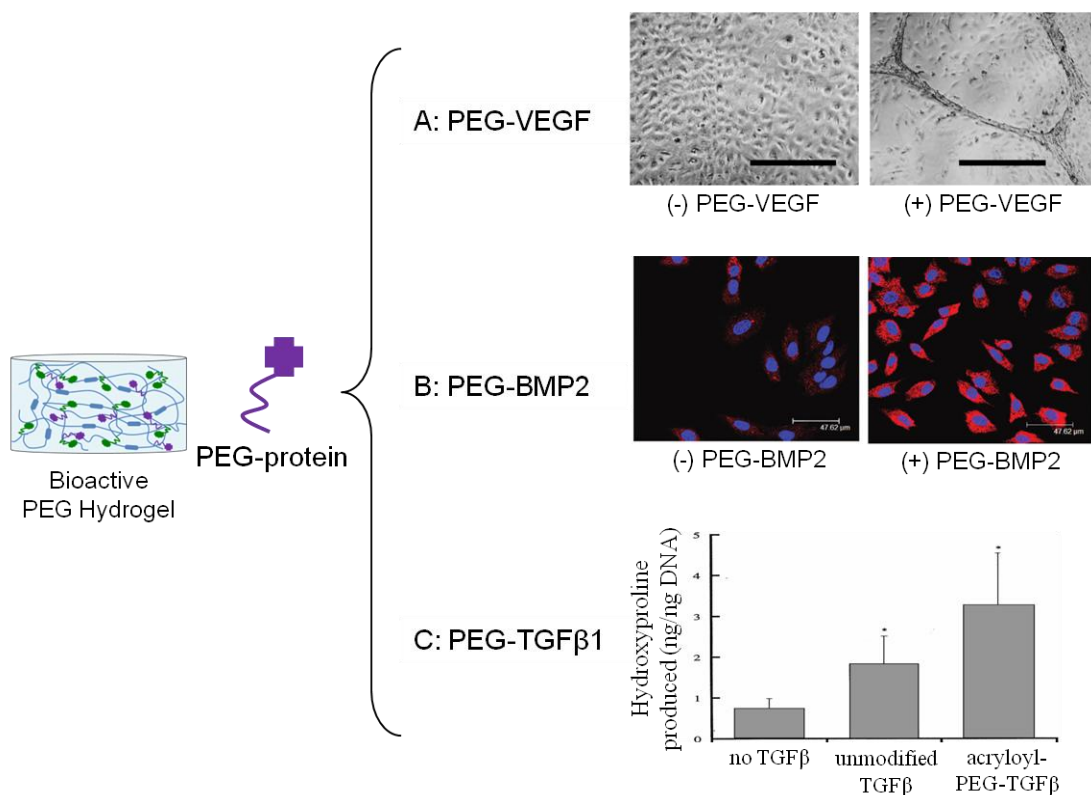 Bioactive
PEG Hydrogel
PEG-protein
A: PEG-VEGF
(-) PEG-VEGF
(+) PEG-VEGF
B: PEG-BMP2
47.62 µm
47.62 µm
(-) PEG-BMP2
(+) PEG-BMP2
C: PEG-TGFβ1
Hydroxyproline
produced (ng/ng DNA)
5
4
3
2
1
0
*
*
no TGFβ
unmodified
TGFβ
acryloyl-
PEG-TGFβ